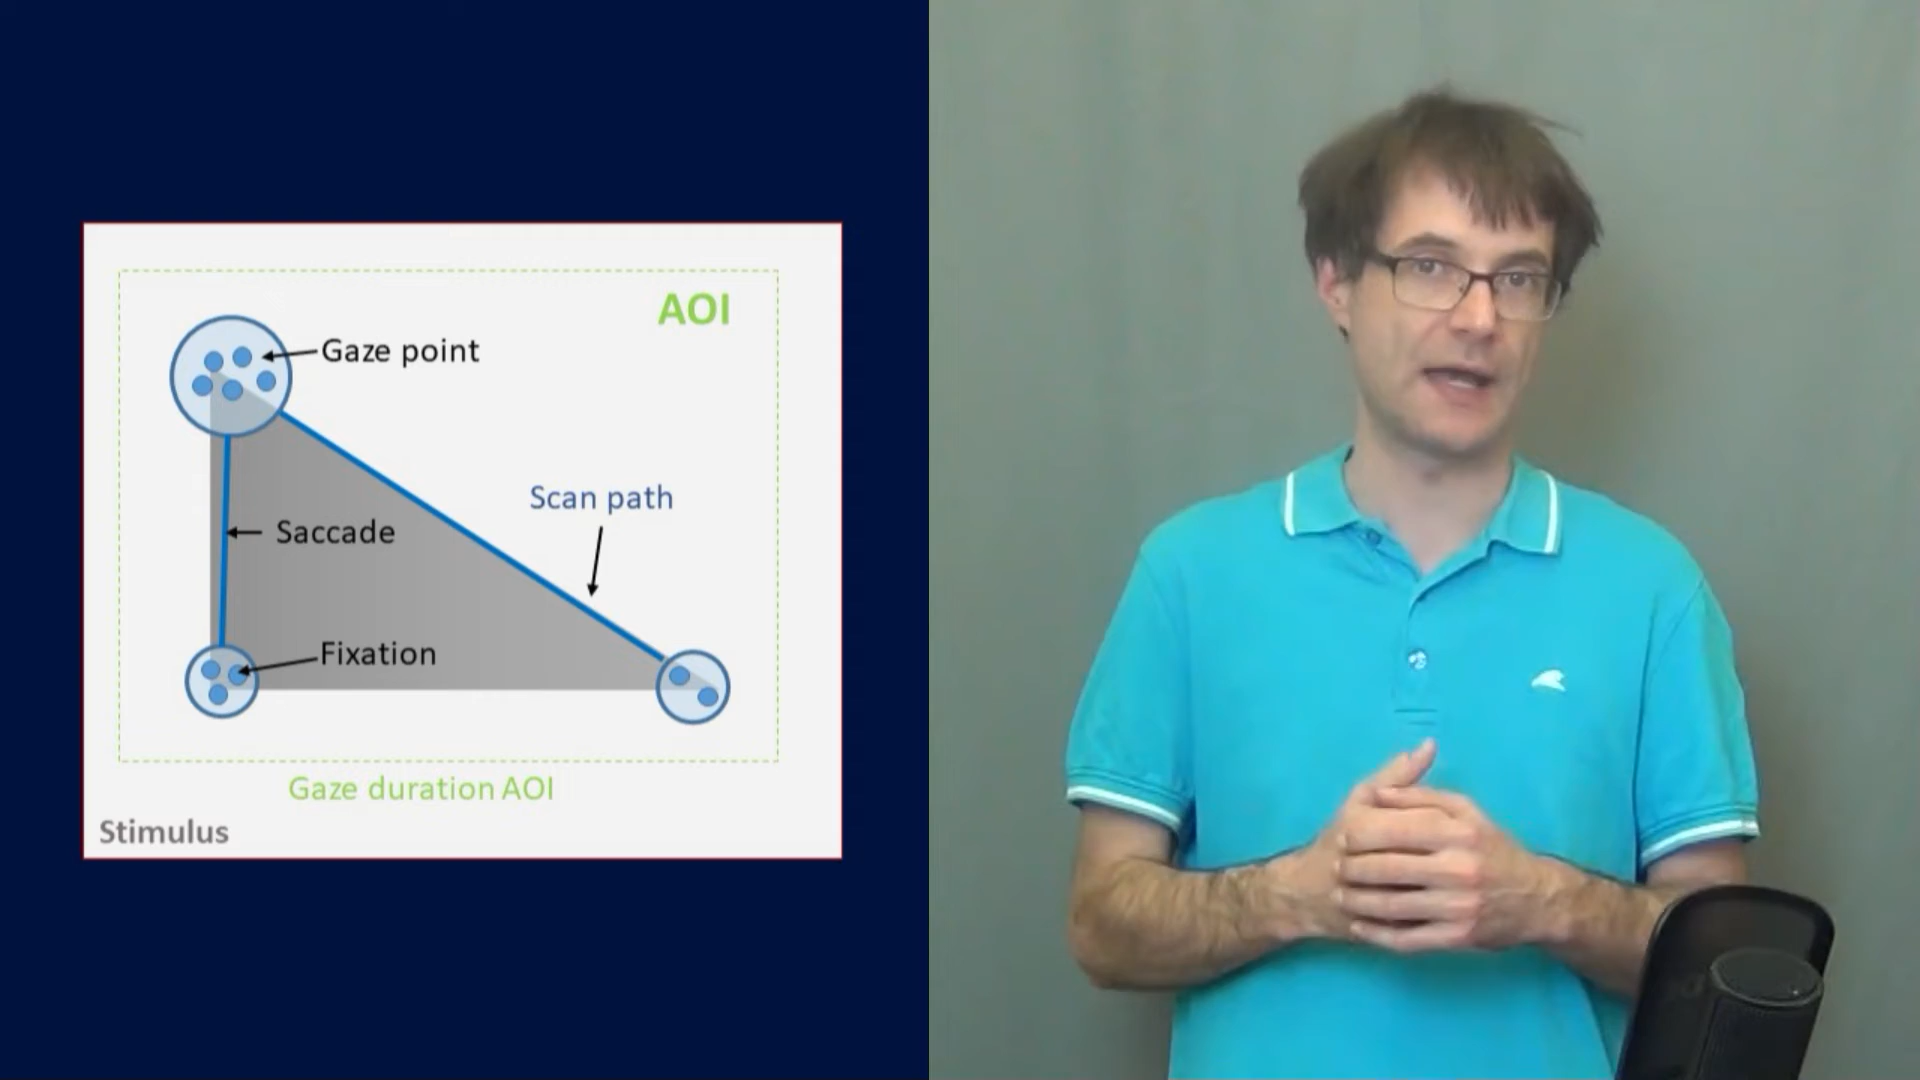 AOI
Gaze point
Scan path
Saccade
Fixation
Gaze duration AOI
Stimulus